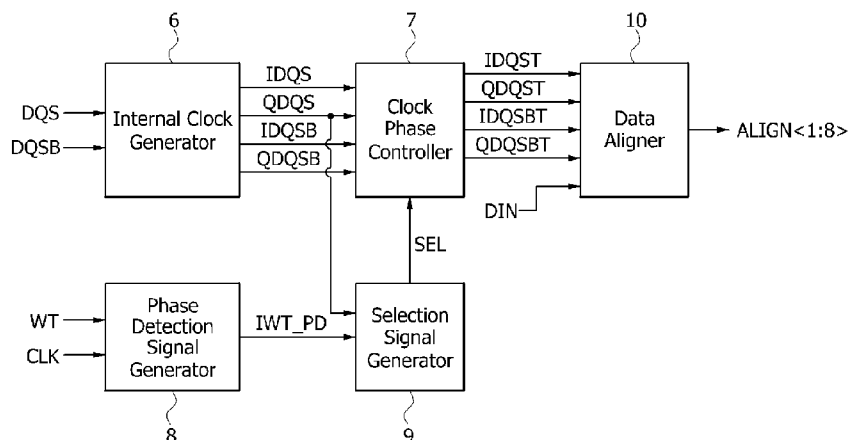 6
7
10
IDQS
QDQS
IDQSB
QDQSB
IDQST
QDQST
IDQSBT
QDQSBT
DQS
DQSB
Internal Clock
Generator
Clock
Phase
Controller
Data
Aligner
ALIGN<1:8>
DIN
SEL
WT
CLK
Phase
Detection
Signal
Generator
IWT_PD
Selection
Signal
Generator
8
9